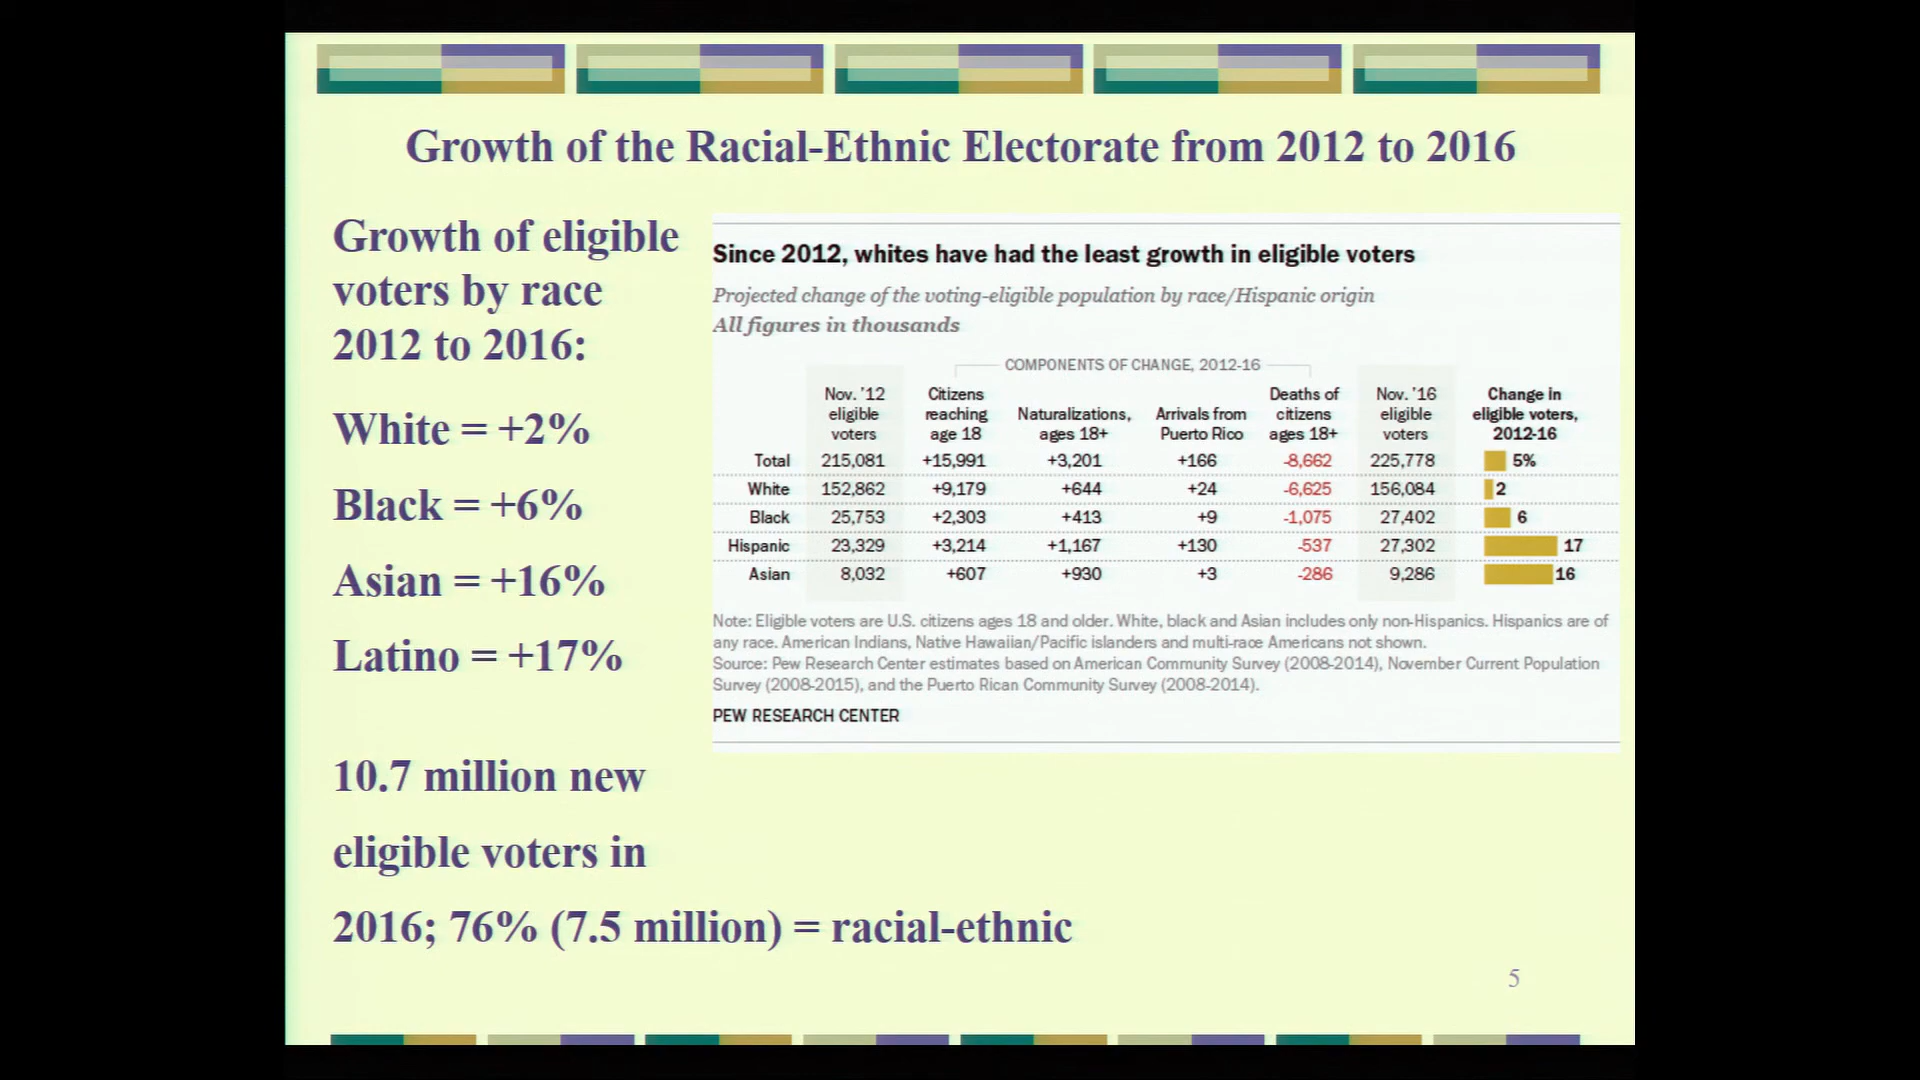 Growth of the Racial-Ethnic Electorate from 2012 to 2016
Growth of eligible
voters by race
2012 to 2016:
White = +2%
Black = +6%
Asian = +16%
Latino = +17%
10.7 million new
eligible voters in
2016; 76% (7.5 million) = racial-ethnic
Since 2012, whites have had the least growth in eligible voters
Projected change of the voting-eligible population by race/Hispanic origin
All figures in thousands
COMPONENTS OF CHANGE, 2012-16
Nov. '12 Citizens Deaths of Nov. '16 Change in
eligible reaching Naturalizations, Arrivals from citizens eligible eligible voters,
voters age 18 ages 18+ Puerto Rico ages 18+ voters 2012-16
Total 215,081 +15,991 +3,201 +166 -8,662 225,778 5%
White 152,862 +9,179 +644 +24 -6,625 156,084 2
Black 25,753 +2,303 +413 +9 -1,075 27,402 6
Hispanic 23,329 +3,214 +1,167 +130 -537 27,302 17
Asian 8,032 +607 +930 +3 -286 9,286 16
Note: Eligible voters are U.S. citizens ages 18 and older. White, black and Asian includes only non-Hispanics. Hispanics are of
any race. American Indians, Native Hawaiian/Pacific islanders and multi-race Americans not shown.
Source: Pew Research Center estimates based on American Community Survey (2008-2014), November Current Population
Survey (2008-2015), and the Puerto Rican Community Survey (2008-2014).
PEW RESEARCH CENTER
5